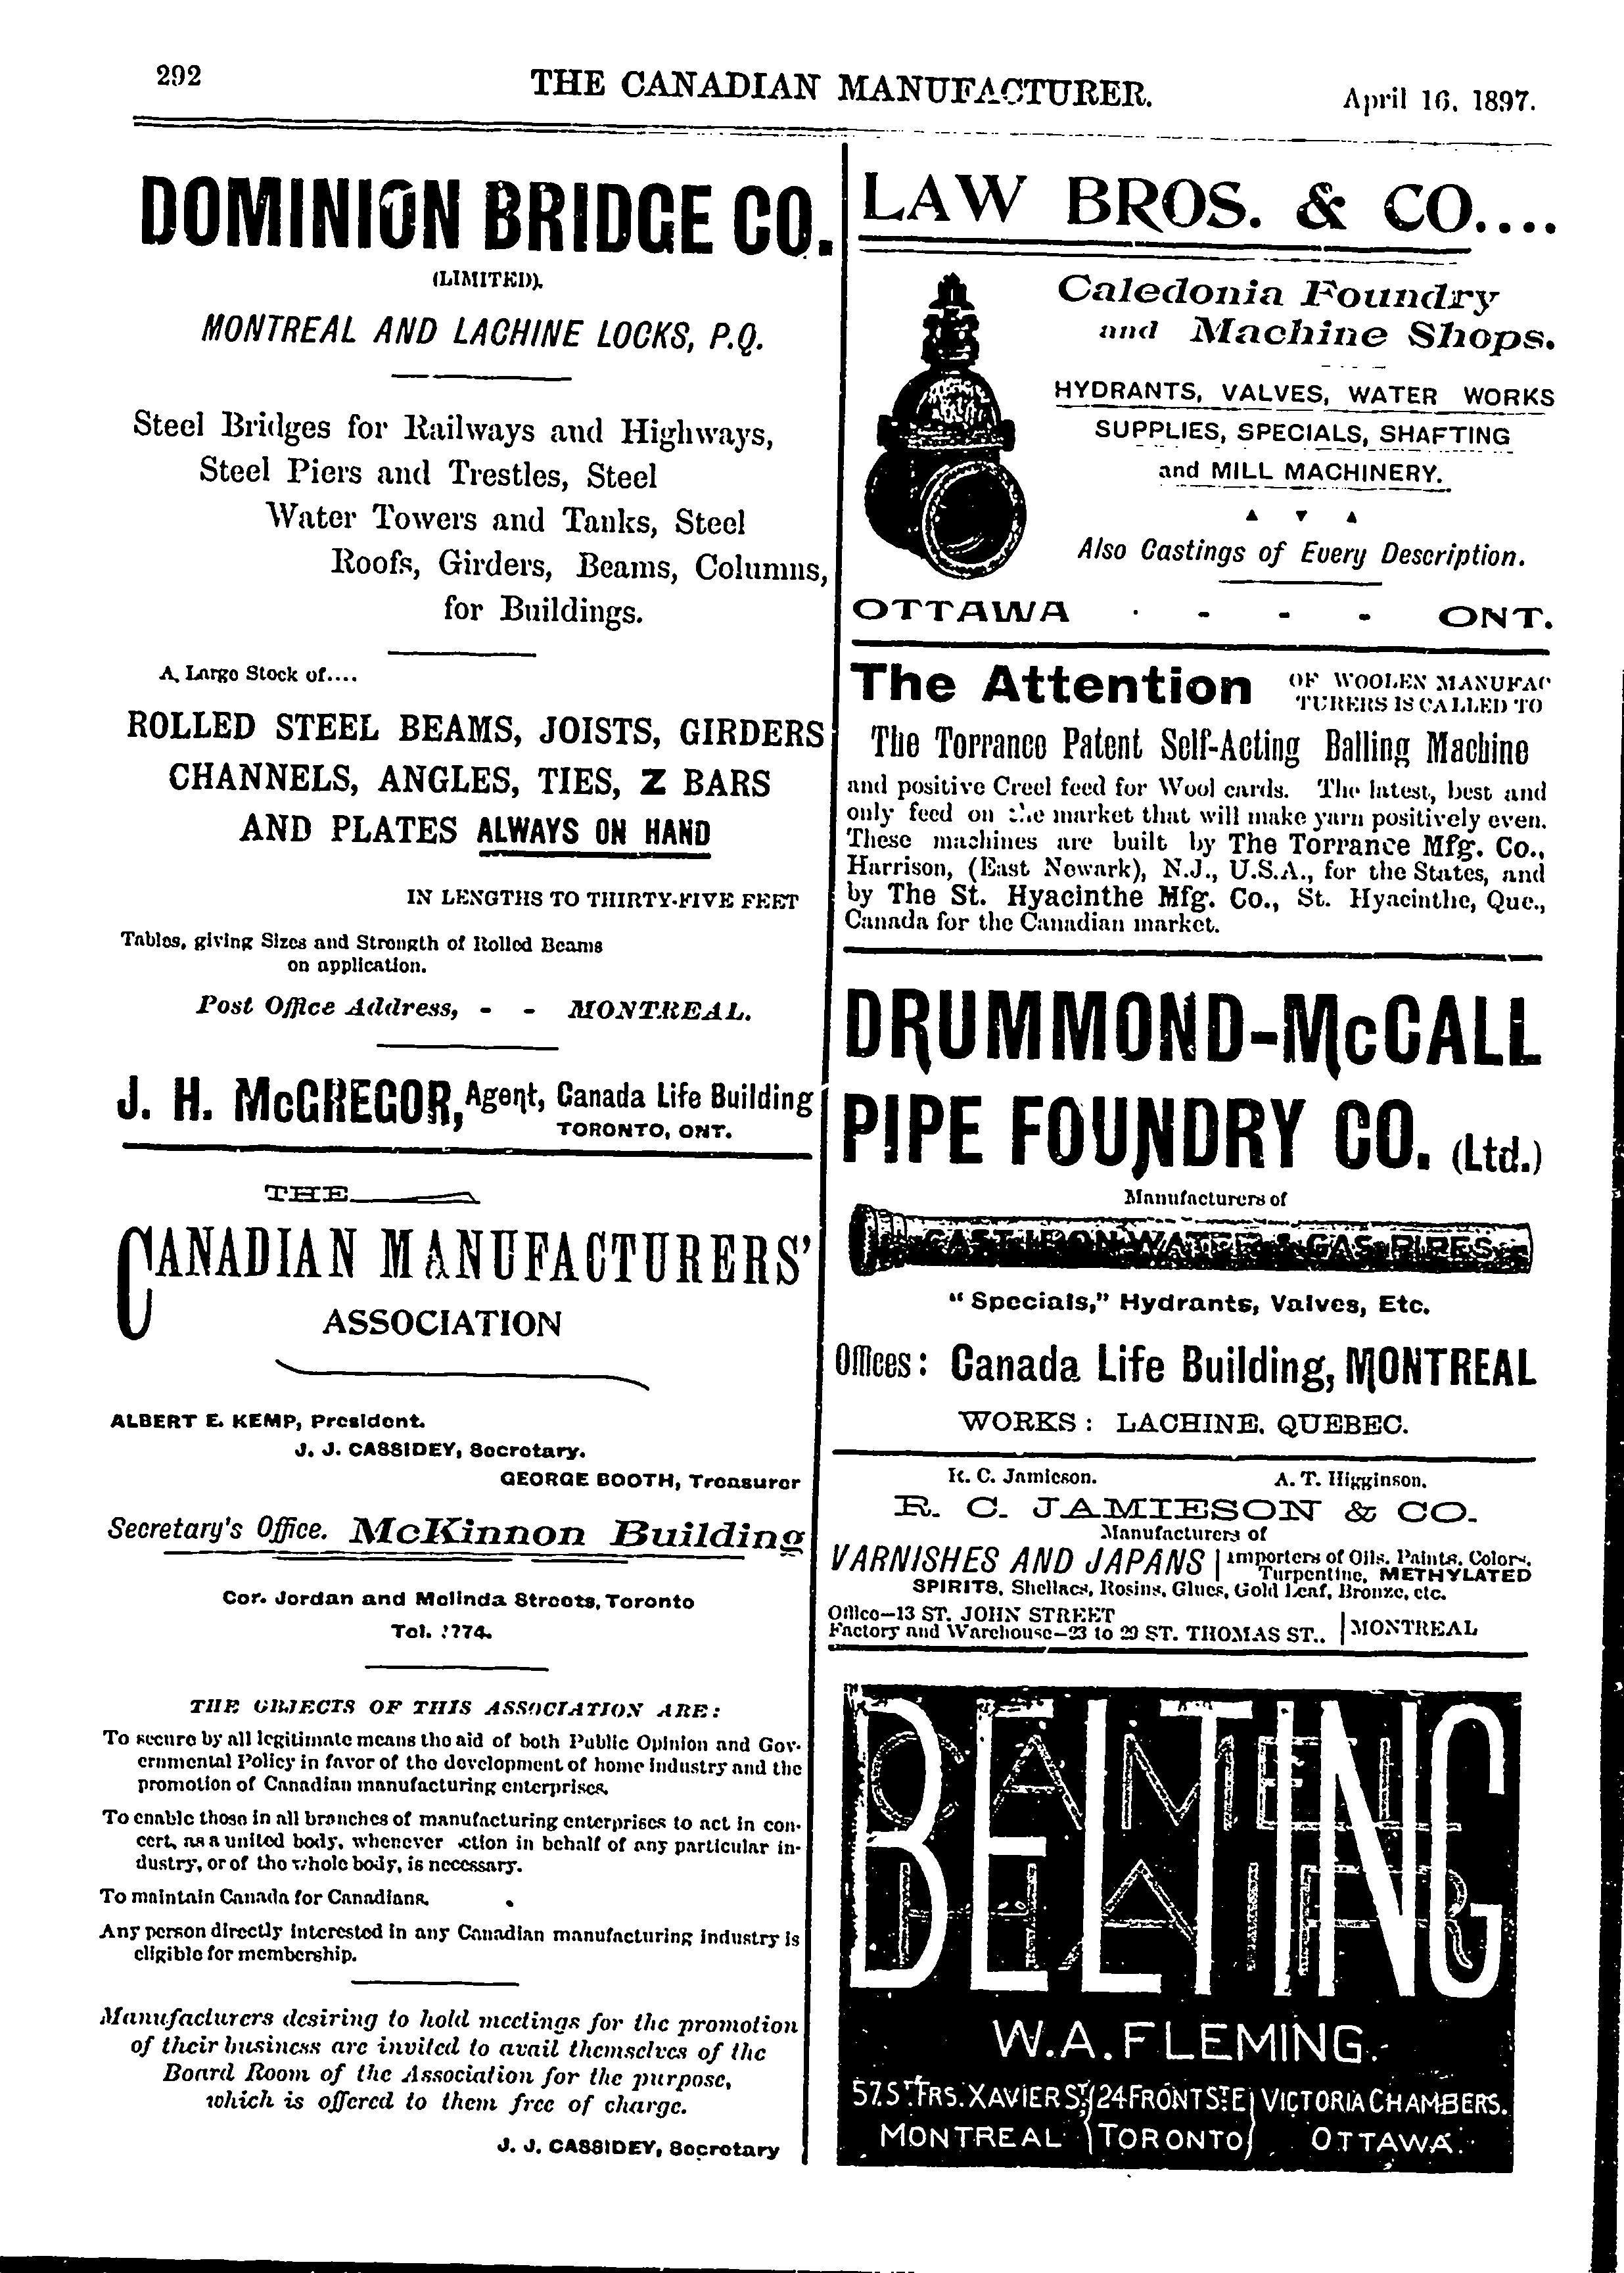 292
THE CANADIAN MANUFACTURER.
April 16, 1897.
DOMINION BRIDGE CO.
(LIMITED).
MONTREAL AND LACHINE LOCKS, P.Q.
Steel Bridges for Railways and Highways,
Steel Piers and Trestles, Steel
Water Towers and Tanks, Steel
Roofs, Girders, Beams, Columns,
for Buildings.
A Large Stock of....
ROLLED STEEL BEAMS, JOISTS, GIRDERS
CHANNELS, ANGLES, TIES, Z BARS
AND PLATES ALWAYS ON HAND
IN LENGTHS TO THIRTY-FIVE FEET
Tables, giving Sizes and Strength of Rolled Beams
on application.
Post Office Address, - - MONTREAL.
J. H. McGREGOR, Agent, Canada Life Building
TORONTO, ONT.
THE
CANADIAN MANUFACTURERS'
ASSOCIATION
ALBERT E. KEMP, President.
J. J. CASSIDEY, Secretary.
GEORGE BOOTH, Treasurer
Secretary's Office. McKinnon Building
Cor. Jordan and Melinda Streets, Toronto
Tel.
THE OBJECTS OF THIS ASSOCIATION ARE:
To secure by all legitimate means the aid of both Public Opinion and Gov-
ernmental Policy in favor of the development of home industry and the
promotion of Canadian manufacturing enterprises.
To enable those in all branches of manufacturing enterprises to act in con-
cert, as a united body, whenever action in behalf of any particular in-
dustry, or of the whole body, is necessary.
To maintain Canada for Canadians.
Any person directly interested in any Canadian manufacturing industry is
eligible for membership.
Manufacturers desiring to hold meetings for the promotion
of their business are invited to avail themselves of the
Board Room of the Association for the purpose,
which is offered to them free of charge.
J. J. CASSIDEY, Secretary
LAW BROS. & CO....
Caledonia Foundry
and Machine Shops.
HYDRANTS, VALVES, WATER WORKS
SUPPLIES, SPECIALS, SHAFTING
and MILL MACHINERY.
Also Castings of Every Description.
OTTAWA - - - - ONT.
The Attention OF WOOLEN MANUFAC
TURERS IS CALLED TO
The Torrance Patent Self-Acting Balling Machine
and positive Creel feed for Wool cards. The latest, best and
only feed on the market that will make yarn positively even.
These machines are built by The Torrance Mfg. Co.,
Harrison, (East Newark), N.J., U.S.A., for the States, and
by The St. Hyacinthe Mfg. Co., St. Hyacinthe, Que.,
Canada for the Canadian market.
DRUMMOND-McCALL
PIPE FOUNDRY CO. (Ltd.)
Manufacturers of
CAST IRON WATER & GAS PIPES
"Specials," Hydrants, Valves, Etc.
Offices: Canada Life Building, MONTREAL
WORKS: LACHINE, QUEBEC.
R. C. Jamieson. A. T. Higginson.
R. C. JAMIESON & CO.
Manufacturers of
VARNISHES AND JAPANS | Importers of Oils, Paints, Colors,
Turpentine, METHYLATED
SPIRITS, Shellacs, Rosins, Glues, Gold Leaf, Bronze, etc.
Office—13 ST. JOHN STREET
Factory and Warehouse—23 to 29 ST. THOMAS ST.. | MONTREAL
BELTING
CAMEL
HAIR
W. A. FLEMING.
57 ST. FRS. XAVIER ST. 24 FRONT ST. E VICTORIA CHAMBERS.
MONTREAL TORONTO OTTAWA.